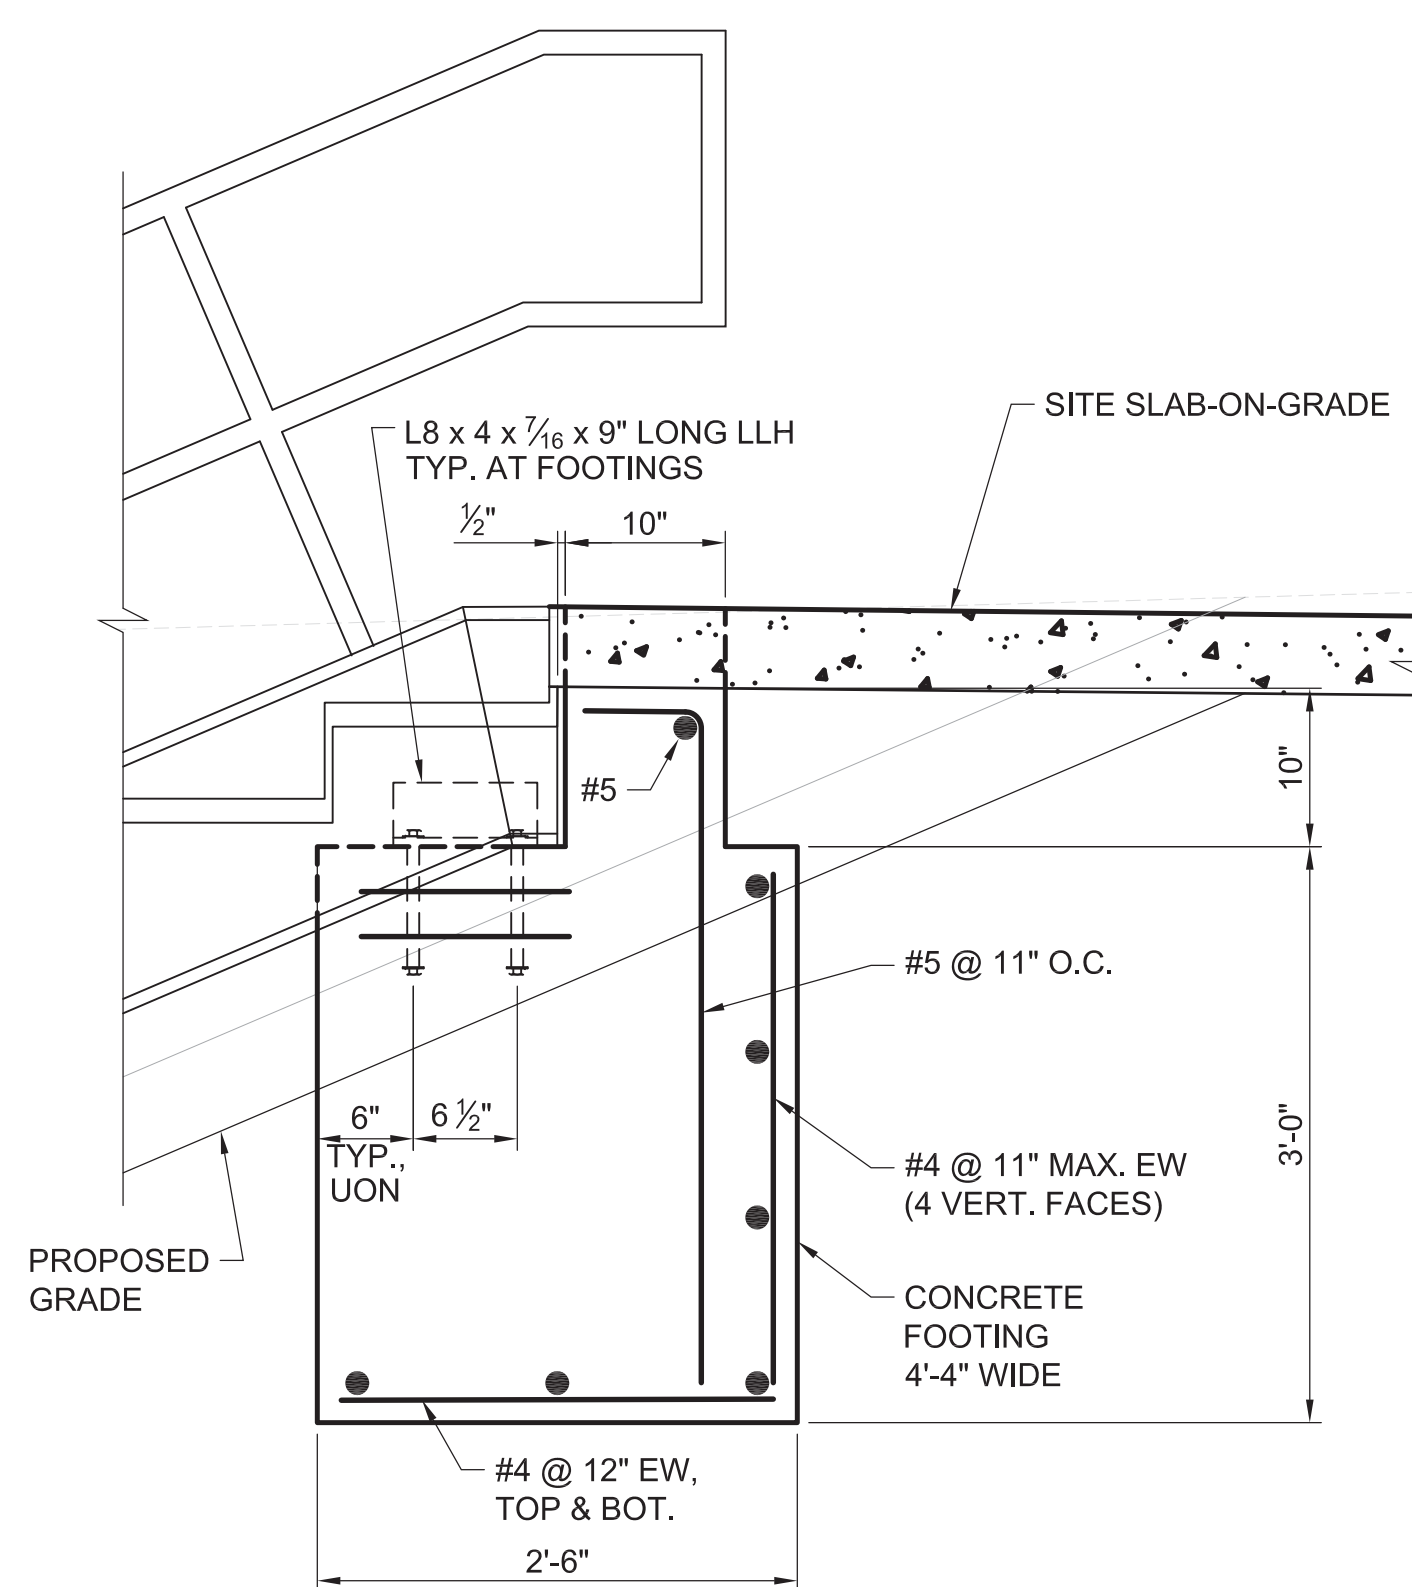 SITE SLAB-ON-GRADE
L8 x 4 x 7/16 x 9" LONG LLH
TYP. AT FOOTINGS
1/2"
10"
#5
10"
#5 @ 11" O.C.
6"
6 1/2"
TYP.,
UON
3'-0"
#4 @ 11" MAX. EW
(4 VERT. FACES)
PROPOSED
GRADE
CONCRETE
FOOTING
4'-4" WIDE
#4 @ 12" EW,
TOP & BOT.
2'-6"